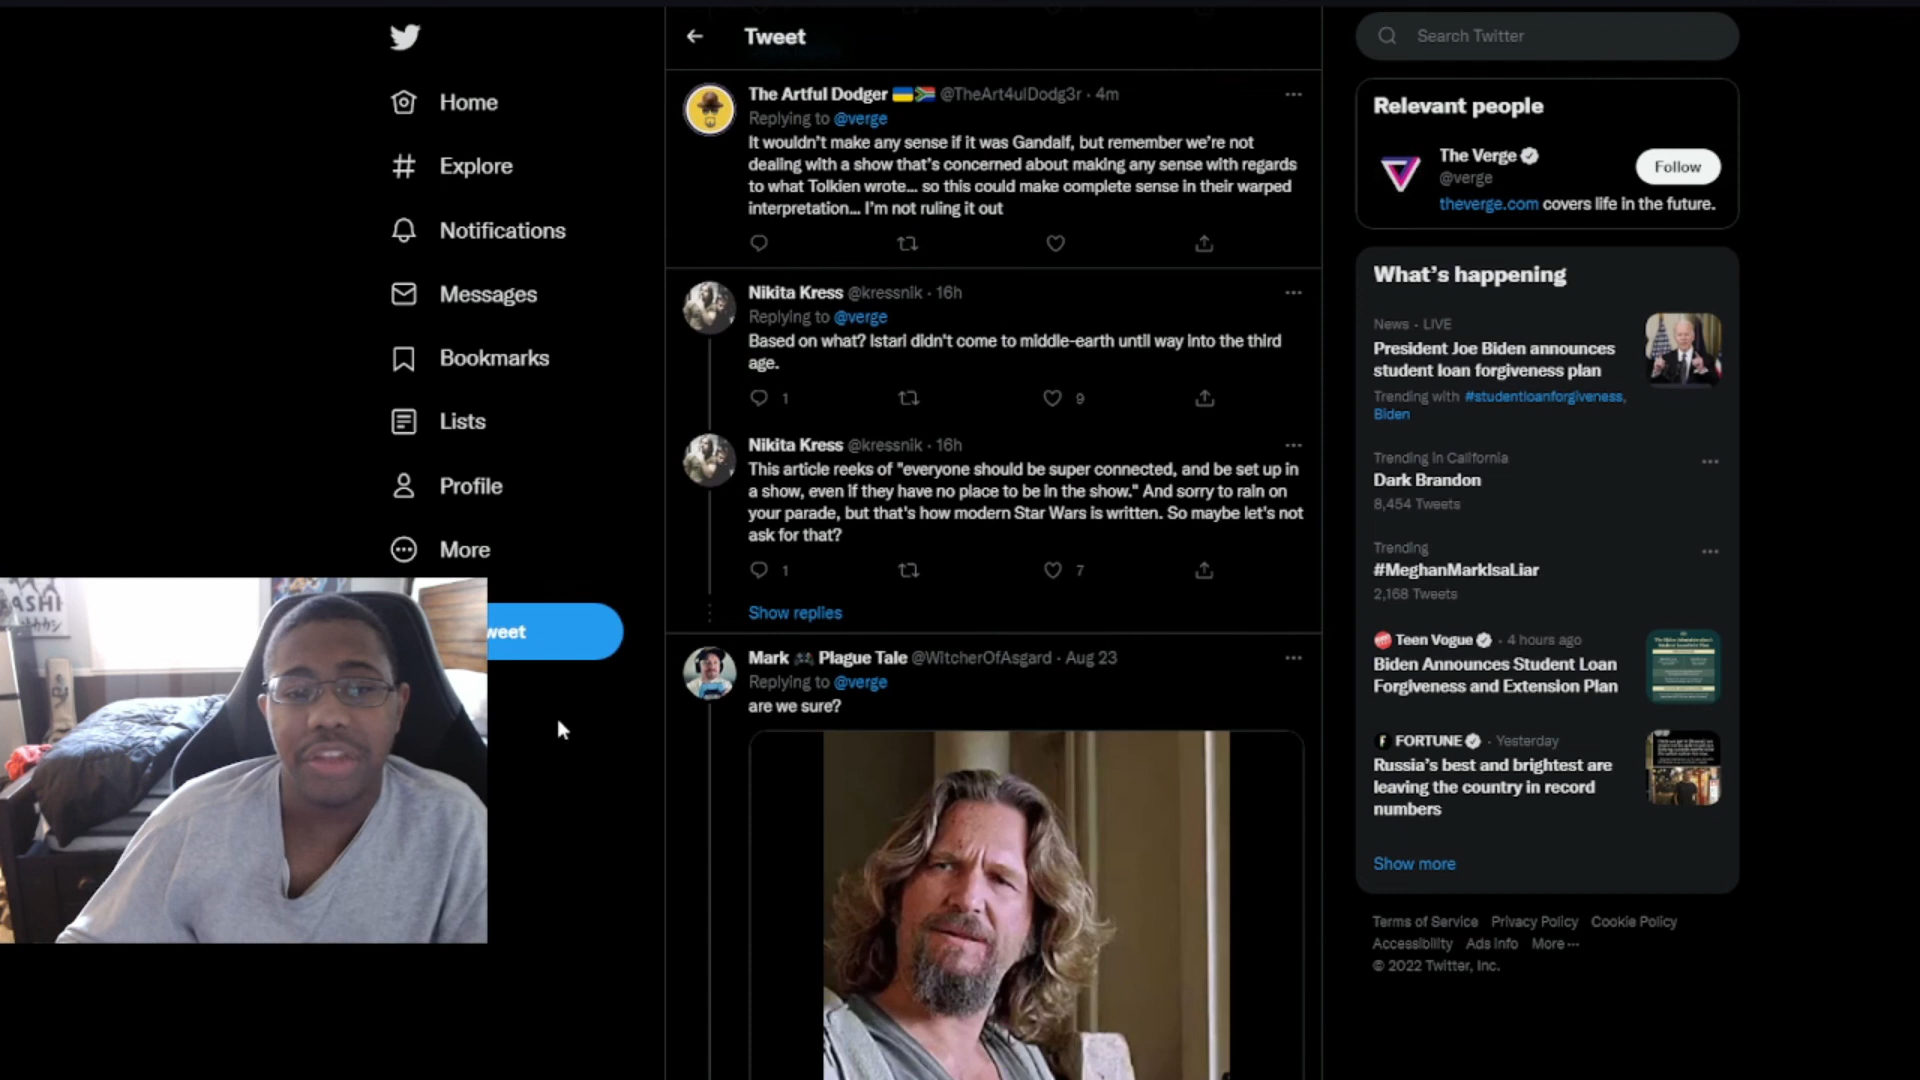 Home
Explore
Notifications
Messages
Bookmarks
Lists
Profile
More
weet
ASHI
Tweet
The Artful Dodger 🇺🇦🇿🇦 @TheArt4ulDodg3r · 4m
Replying to @verge
It wouldn't make any sense if it was Gandalf, but remember we're not
dealing with a show that's concerned about making any sense with regards
to what Tolkien wrote... so this could make complete sense in their warped
interpretation... I'm not ruling it out
Nikita Kress @kressnik · 16h
Replying to @verge
Based on what? Istari didn't come to middle-earth until way into the third
age.
1
9
Nikita Kress @kressnik · 16h
This article reeks of "everyone should be super connected, and be set up in
a show, even if they have no place to be in the show." And sorry to rain on
your parade, but that's how modern Star Wars is written. So maybe let's not
ask for that?
1
7
Show replies
Mark 🎮 Plague Tale @WitcherOfAsgard · Aug 23
Replying to @verge
are we sure?
Search Twitter
Relevant people
The Verge
@verge
Follow
theverge.com covers life in the future.
What's happening
News · LIVE
President Joe Biden announces
student loan forgiveness plan
Trending with #studentloanforgiveness,
Biden
Trending in California
Dark Brandon
8,454 Tweets
Trending
#MeghanMarkIsaLiar
2,168 Tweets
Teen Vogue · 4 hours ago
Biden Announces Student Loan
Forgiveness and Extension Plan
FORTUNE · Yesterday
Russia's best and brightest are
leaving the country in record
numbers
Show more
Terms of Service Privacy Policy Cookie Policy
Accessibility Ads info More ···
© 2022 Twitter, Inc.